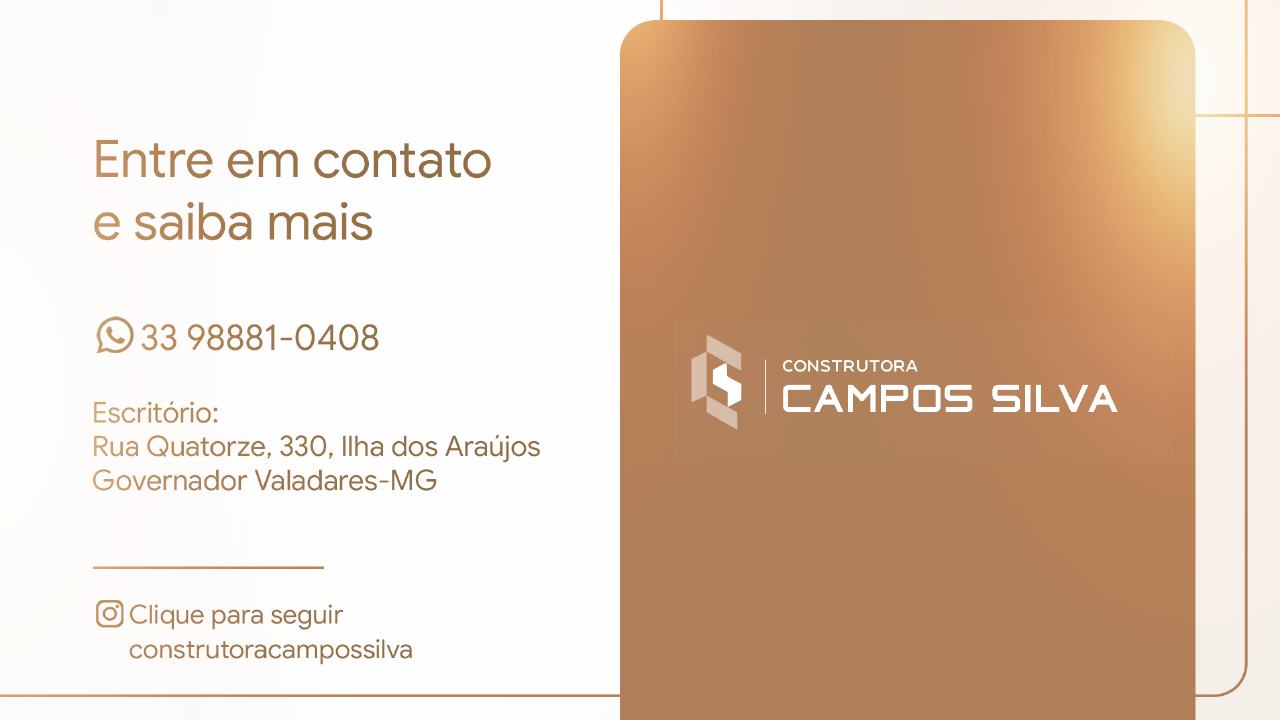 Entre em contato
e saiba mais
33 98881-0408
Escritório:
Rua Quatorze, 330, Ilha dos Araújos
Governador Valadares-MG
Clique para seguir
construtoracampossilva
CONSTRUTORA
CAMPOS SILVA